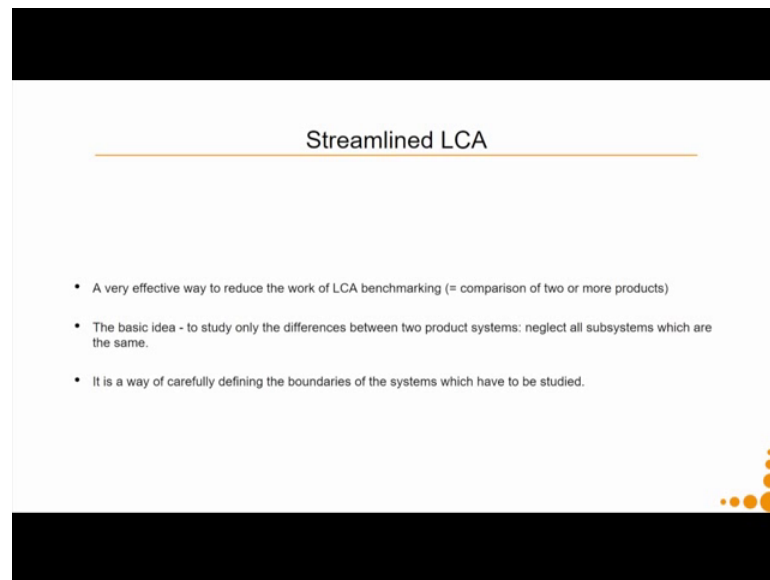 Streamlined LCA
• A very effective way to reduce the work of LCA benchmarking (= comparison of two or more products)
• The basic idea - to study only the differences between two product systems: neglect all subsystems which are
the same.
• It is a way of carefully defining the boundaries of the systems which have to be studied.